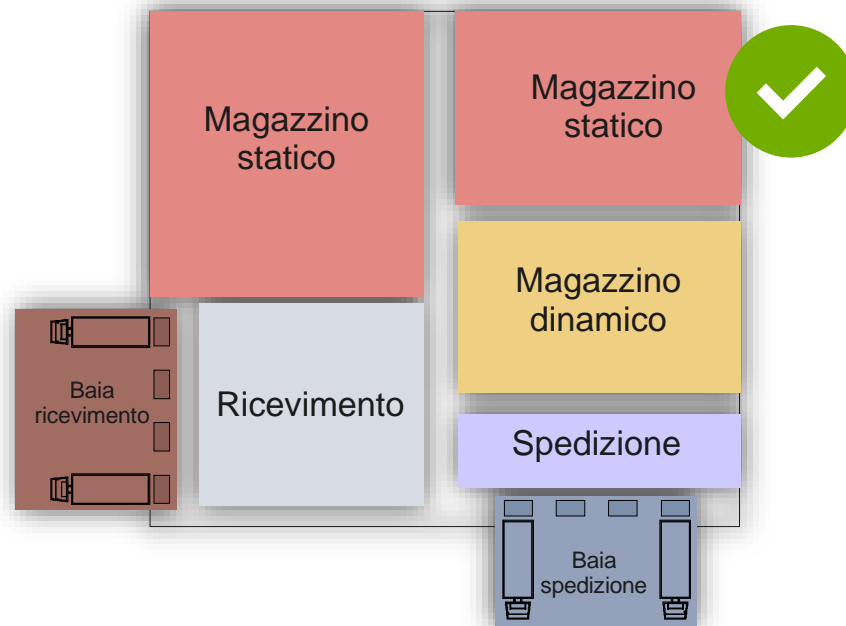 Magazzino
statico
Magazzino
statico
Magazzino
dinamico
Baia
ricevimento
Ricevimento
Spedizione
Baia
spedizione